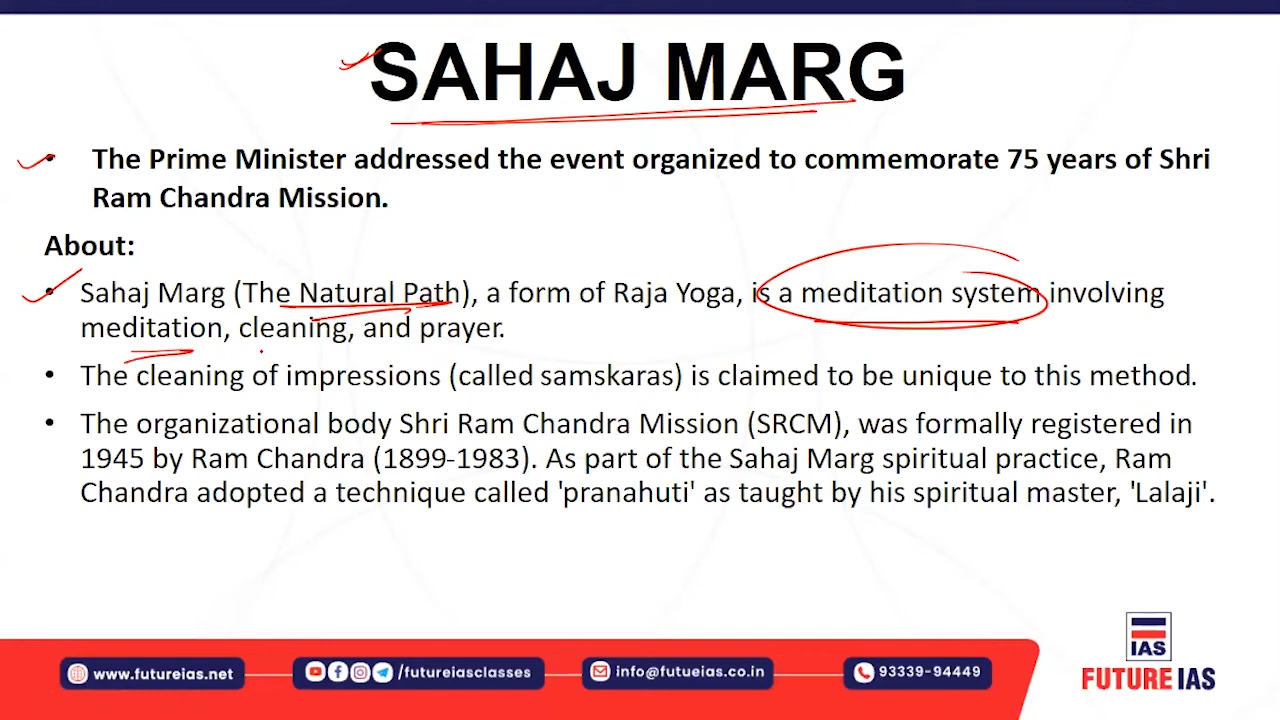 SAHAJ MARG
• The Prime Minister addressed the event organized to commemorate 75 years of Shri
Ram Chandra Mission.
About:
• Sahaj Marg (The Natural Path), a form of Raja Yoga, is a meditation system involving
meditation, cleaning, and prayer.
• The cleaning of impressions (called samskaras) is claimed to be unique to this method.
• The organizational body Shri Ram Chandra Mission (SRCM), was formally registered in
1945 by Ram Chandra (1899-1983). As part of the Sahaj Marg spiritual practice, Ram
Chandra adopted a technique called 'pranahuti' as taught by his spiritual master, 'Lalaji'.
www.futureias.net
/futureiasclasses
info@futueias.co.in
93339-94449
IAS
FUTURE IAS